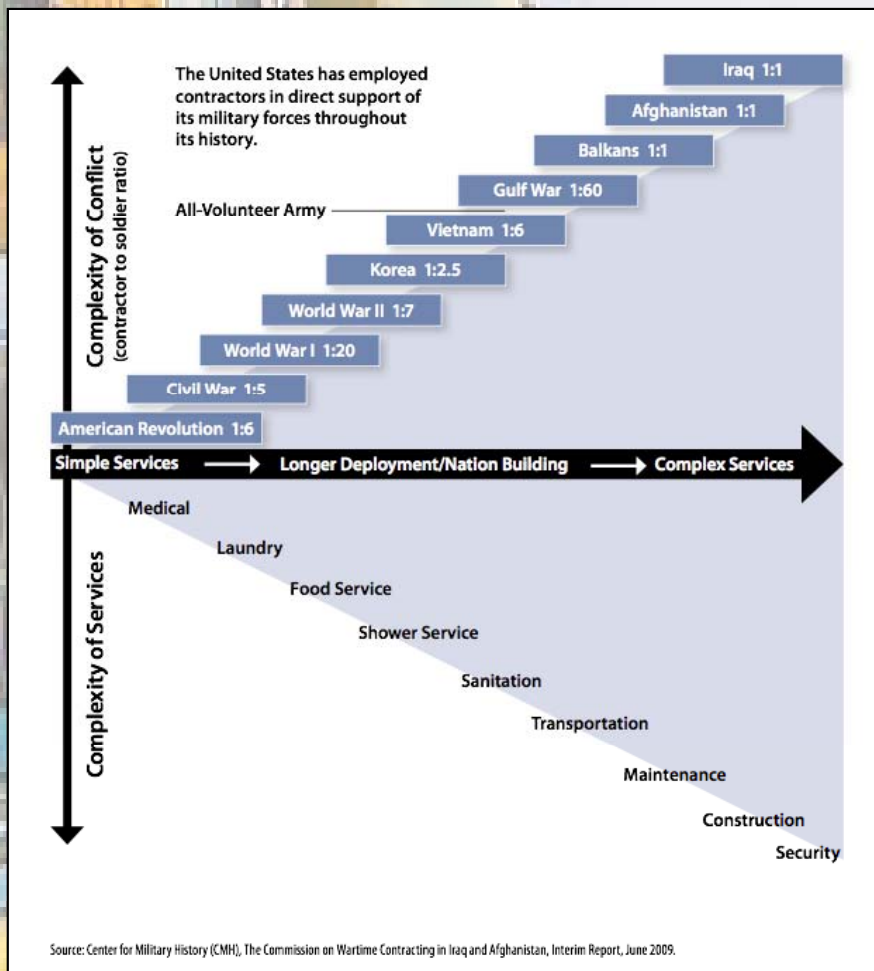 The United States has employed
contractors in direct support of
its military forces throughout
its history.
Iraq 1:1
Afghanistan 1:1
Balkans 1:1
Gulf War 1:60
All-Volunteer Army
Vietnam 1:6
Korea 1:2.5
World War II 1:7
World War I 1:20
Civil War 1:5
American Revolution 1:6
Complexity of Conflict
(contractor to soldier ratio)
Simple Services Longer Deployment/Nation Building Complex Services
Complexity of Services
Medical
Laundry
Food Service
Shower Service
Sanitation
Transportation
Maintenance
Construction
Security
Source: Center for Military History (CMH), The Commission on Wartime Contracting in Iraq and Afghanistan, Interim Report, June 2009.